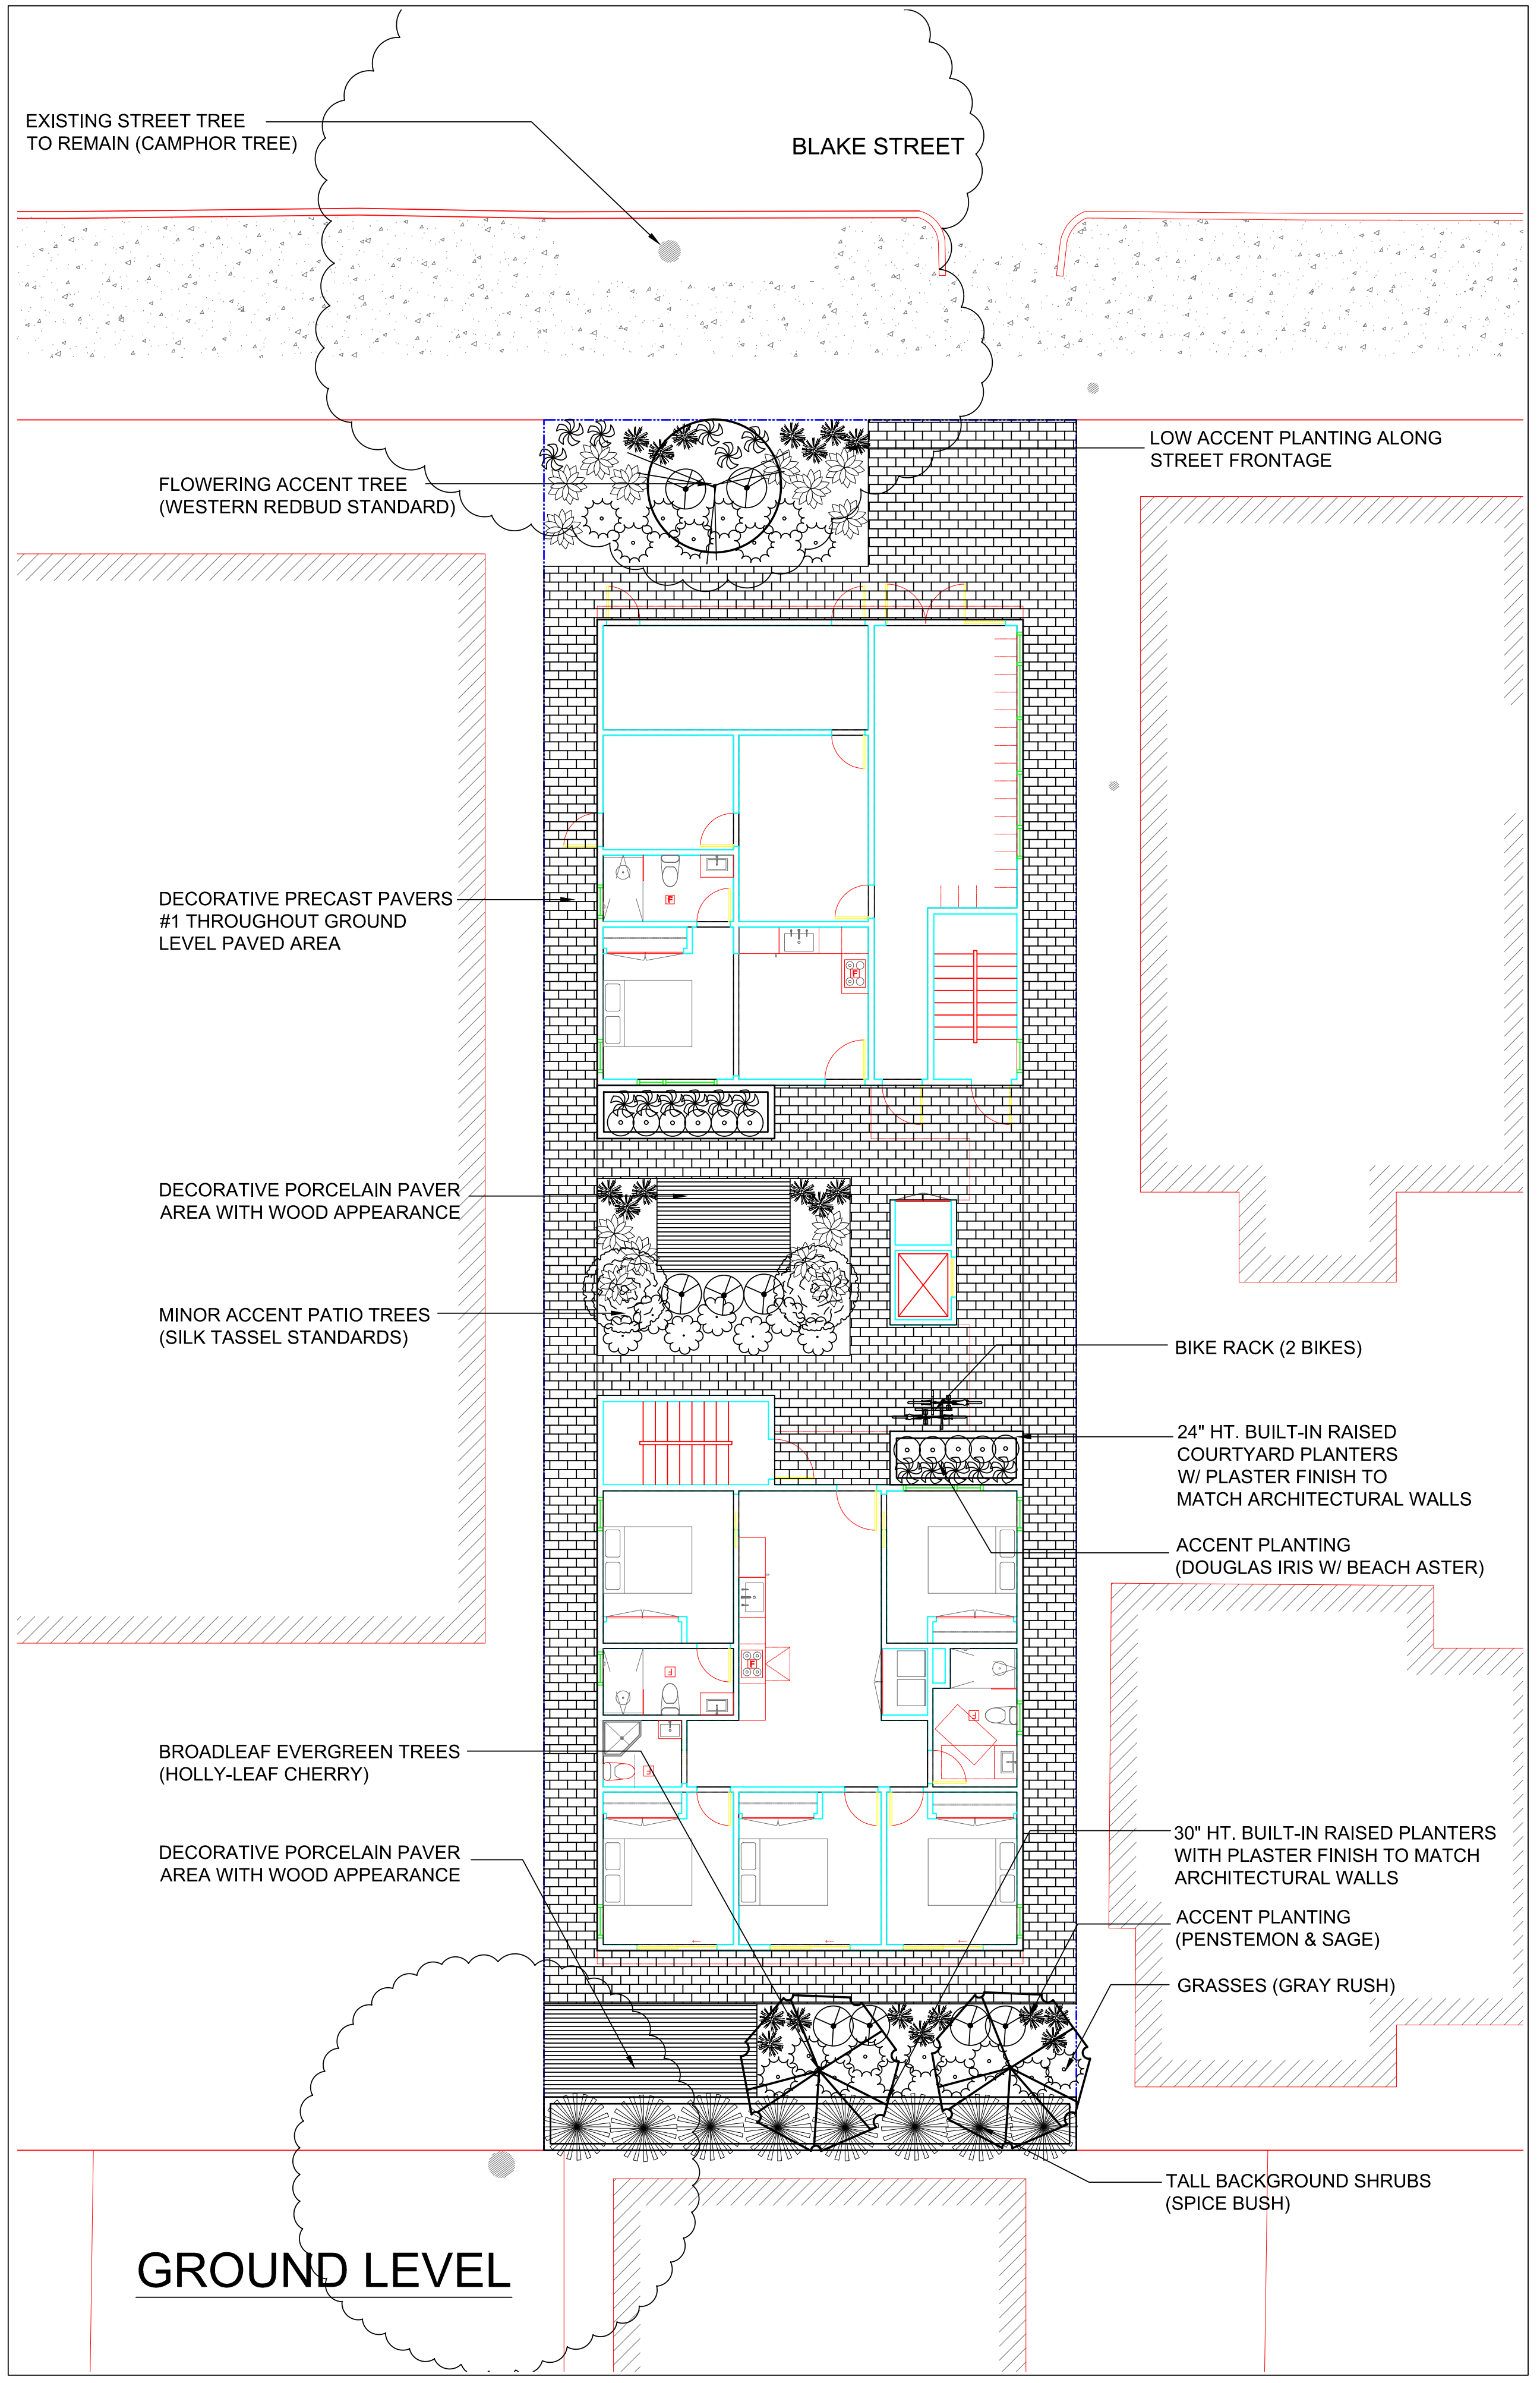 EXISTING STREET TREE
TO REMAIN (CAMPHOR TREE)
BLAKE STREET
LOW ACCENT PLANTING ALONG
STREET FRONTAGE
FLOWERING ACCENT TREE
(WESTERN REDBUD STANDARD)
DECORATIVE PRECAST PAVERS
#1 THROUGHOUT GROUND
LEVEL PAVED AREA
F
F
DECORATIVE PORCELAIN PAVER
AREA WITH WOOD APPEARANCE
MINOR ACCENT PATIO TREES
(SILK TASSEL STANDARDS)
BIKE RACK (2 BIKES)
24" HT. BUILT-IN RAISED
COURTYARD PLANTERS
W/ PLASTER FINISH TO
MATCH ARCHITECTURAL WALLS
ACCENT PLANTING
(DOUGLAS IRIS W/ BEACH ASTER)
F
F
F
F
BROADLEAF EVERGREEN TREES
(HOLLY-LEAF CHERRY)
DECORATIVE PORCELAIN PAVER
AREA WITH WOOD APPEARANCE
30" HT. BUILT-IN RAISED PLANTERS
WITH PLASTER FINISH TO MATCH
ARCHITECTURAL WALLS
ACCENT PLANTING
(PENSTEMON & SAGE)
GRASSES (GRAY RUSH)
TALL BACKGROUND SHRUBS
(SPICE BUSH)
GROUND LEVEL